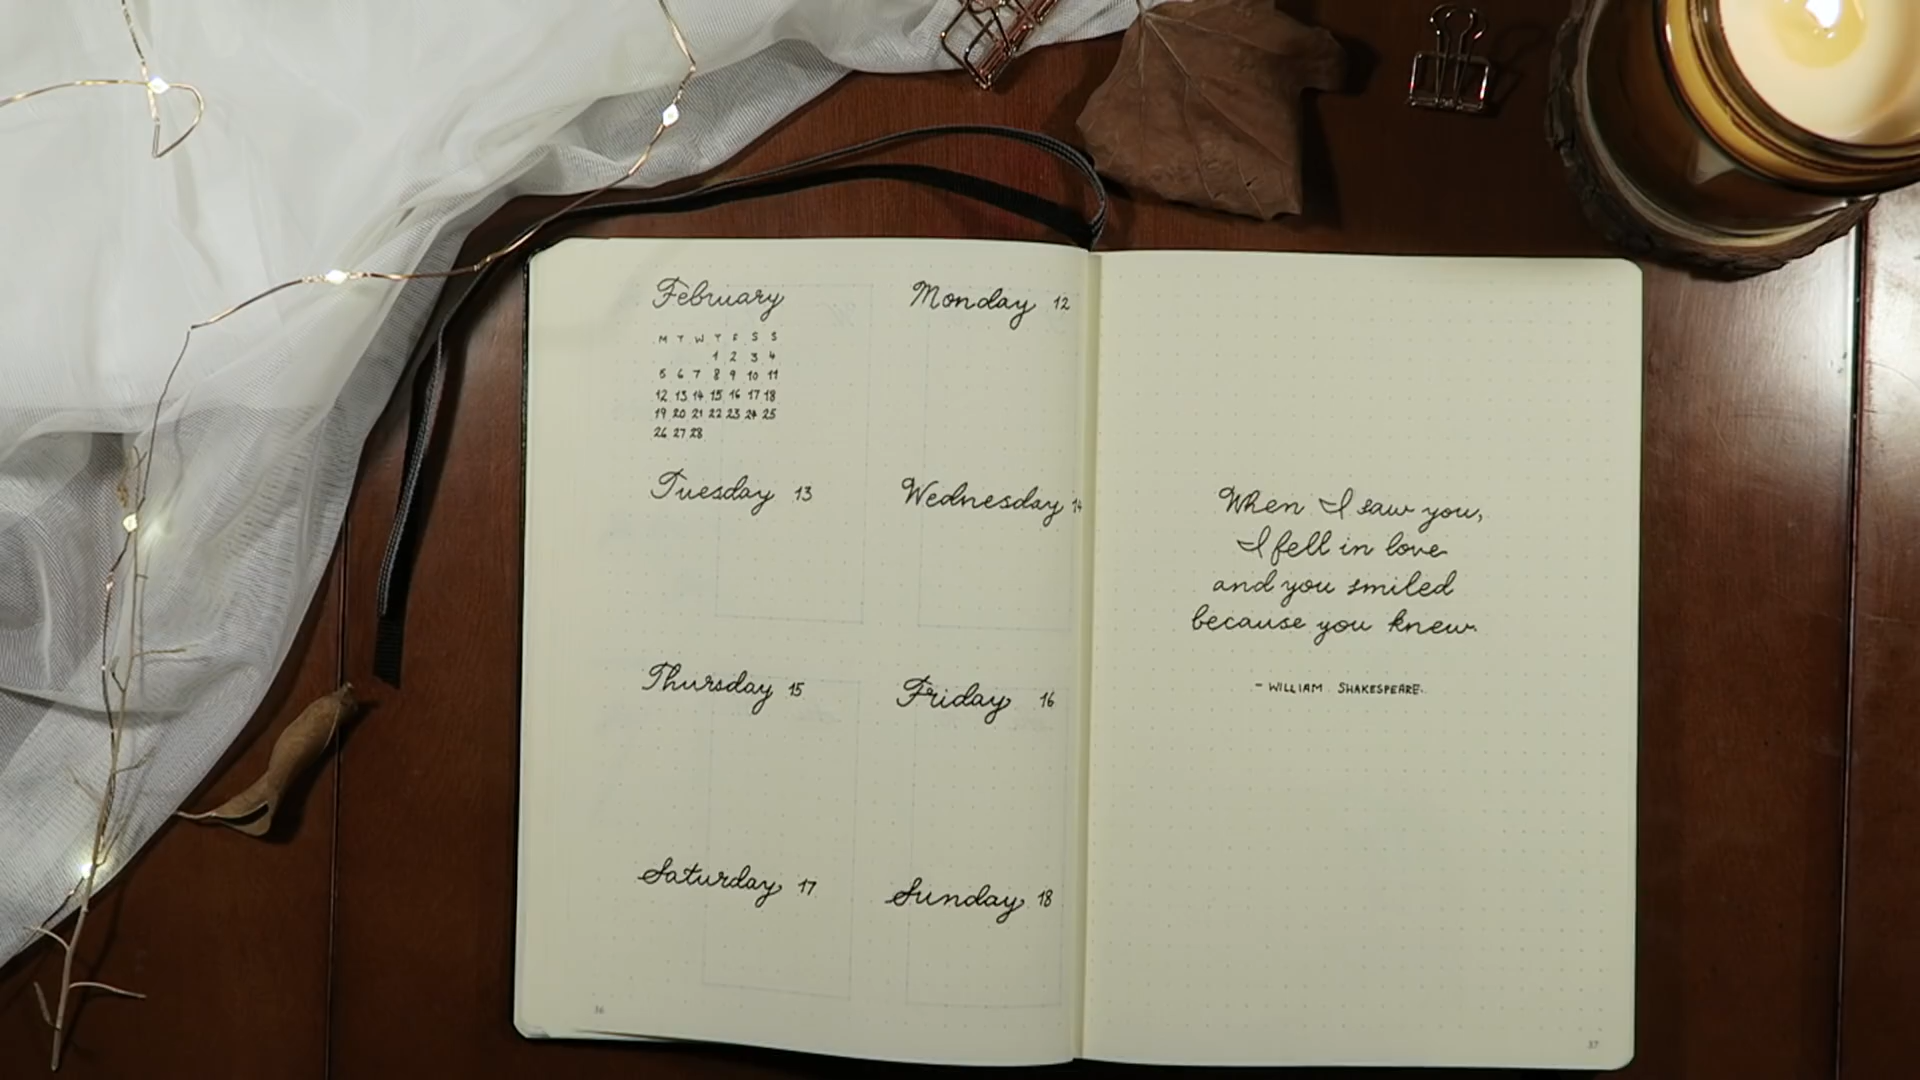 February
M T W T F S S
1 2 3 4
5 6 7 8 9 10 11
12 13 14 15 16 17 18
19 20 21 22 23 24 25
26 27 28
Monday 12
Tuesday 13
Wednesday 14
Thursday 15
Friday 16
Saturday 17
Sunday 18
36
When I saw you,
I fell in love
and you smiled
because you knew.
- WILLIAM SHAKESPEARE.
37